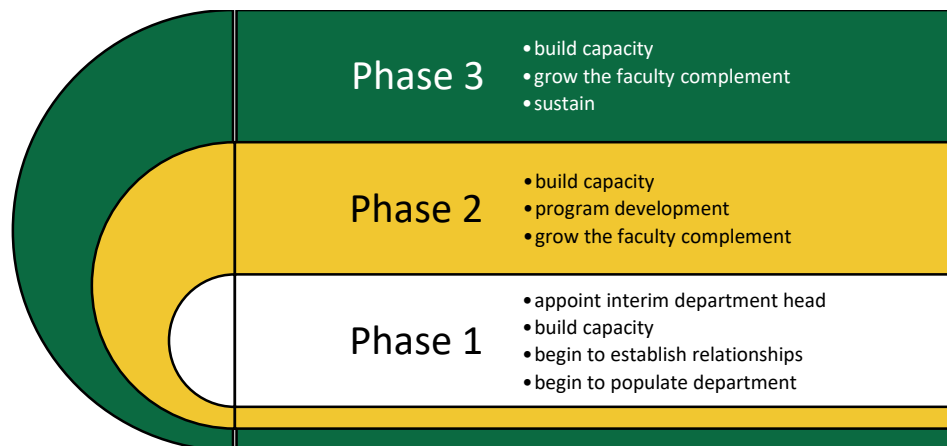 Phase 3
• build capacity
• grow the faculty complement
• sustain
Phase 2
• build capacity
• program development
• grow the faculty complement
Phase 1
• appoint interim department head
• build capacity
• begin to establish relationships
• begin to populate department